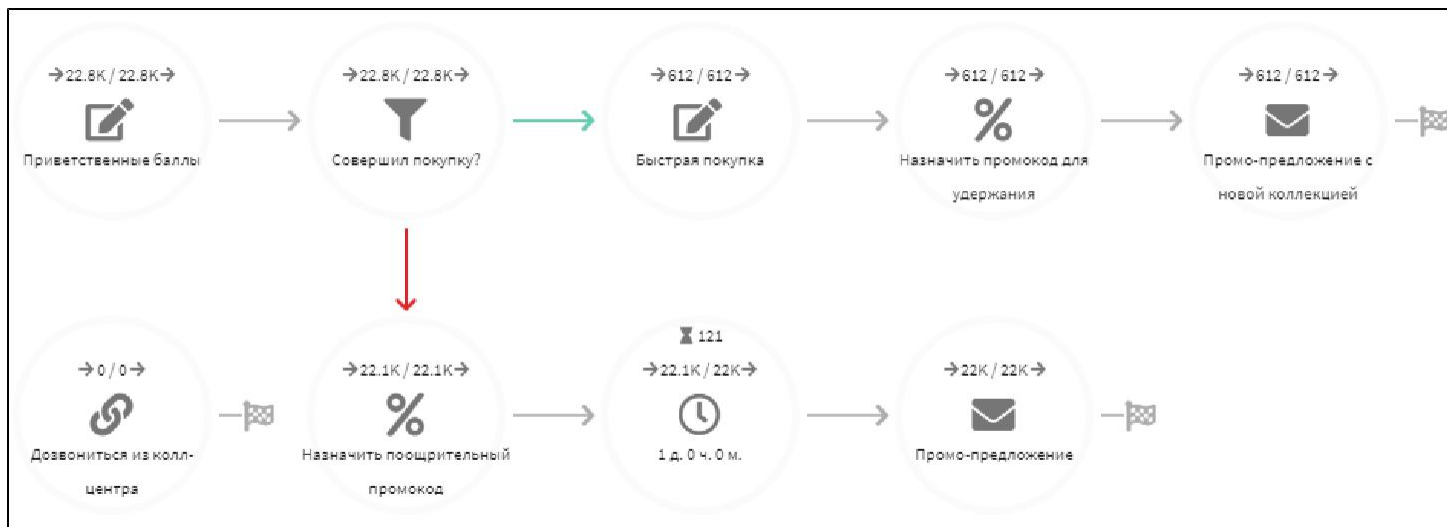 →22.8K / 22.8K→
Приветственные баллы
→22.8K / 22.8K→
Совершил покупку?
→612 / 612→
Быстрая покупка
→612 / 612→
Назначить промокод для
удержания
→612 / 612→
Промо-предложение с
новой коллекцией
→0 / 0→
Дозвониться из колл-
центра
→22.1K / 22.1K→
Назначить поощрительный
промокод
121
→22.1K / 22K→
1 д. 0 ч. 0 м.
→22K / 22K→
Промо-предложение